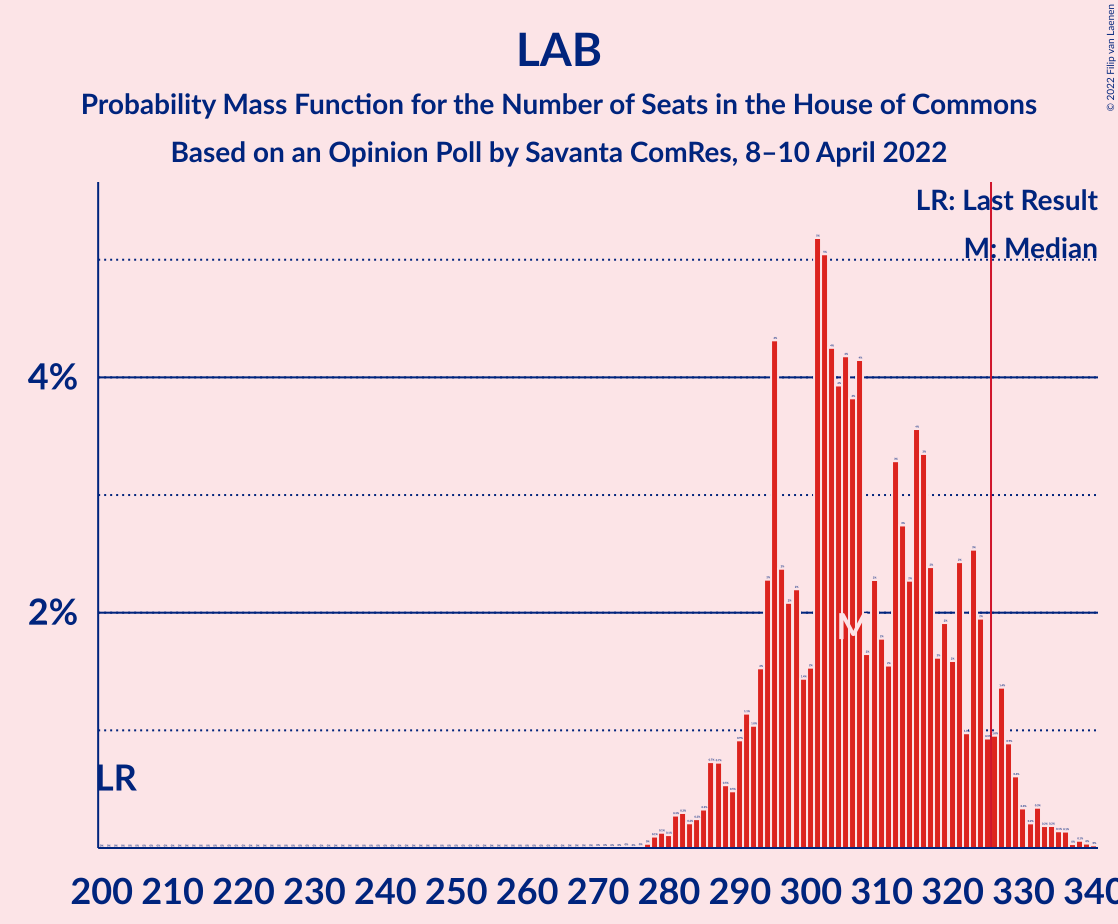 © 2022 Filip van Laenen
LAB
Probability Mass Function for the Number of Seats in the House of Commons
Based on an Opinion Poll by Savanta ComRes, 8–10 April 2022
LR: Last Result
M: Median
4%
2%
M
LR
200 210 220 230 240 250 260 270 280 290 300 310 320 330 340